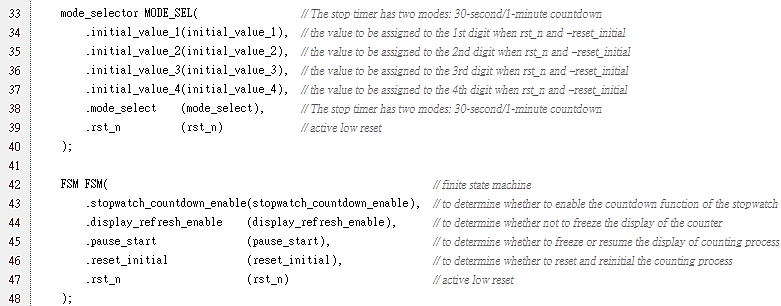 33 mode_selector MODE_SEL( // The stop timer has two modes: 30-second/1-minute countdown
34 .initial_value_1(initial_value_1), // the value to be assigned to the 1st digit when rst_n and ~reset_initial
35 .initial_value_2(initial_value_2), // the value to be assigned to the 2nd digit when rst_n and ~reset_initial
36 .initial_value_3(initial_value_3), // the value to be assigned to the 3rd digit when rst_n and ~reset_initial
37 .initial_value_4(initial_value_4), // the value to be assigned to the 4th digit when rst_n and ~reset_initial
38 .mode_select (mode_select), // The stop timer has two modes: 30-second/1-minute countdown
39 .rst_n (rst_n) // active low reset
40 );
41
42 FSM FSM( // finite state machine
43 .stopwatch_countdown_enable(stopwatch_countdown_enable), // to determine whether to enable the countdown function of the stopwatch
44 .display_refresh_enable (display_refresh_enable), // to determine whether not to freeze the display of the counter
45 .pause_start (pause_start), // to determine whether to freeze or resume the display of counting process
46 .reset_initial (reset_initial), // to determine whether to reset and reinitial the counting process
47 .rst_n (rst_n) // active low reset
48 );